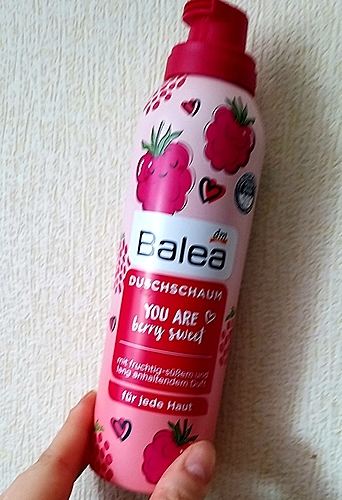 dm
Balea
DUSCHSCHAUM
YOU ARE
berry sweet
mit fruchtig-süßem und
lang anhaltendem Duft
für jede Haut